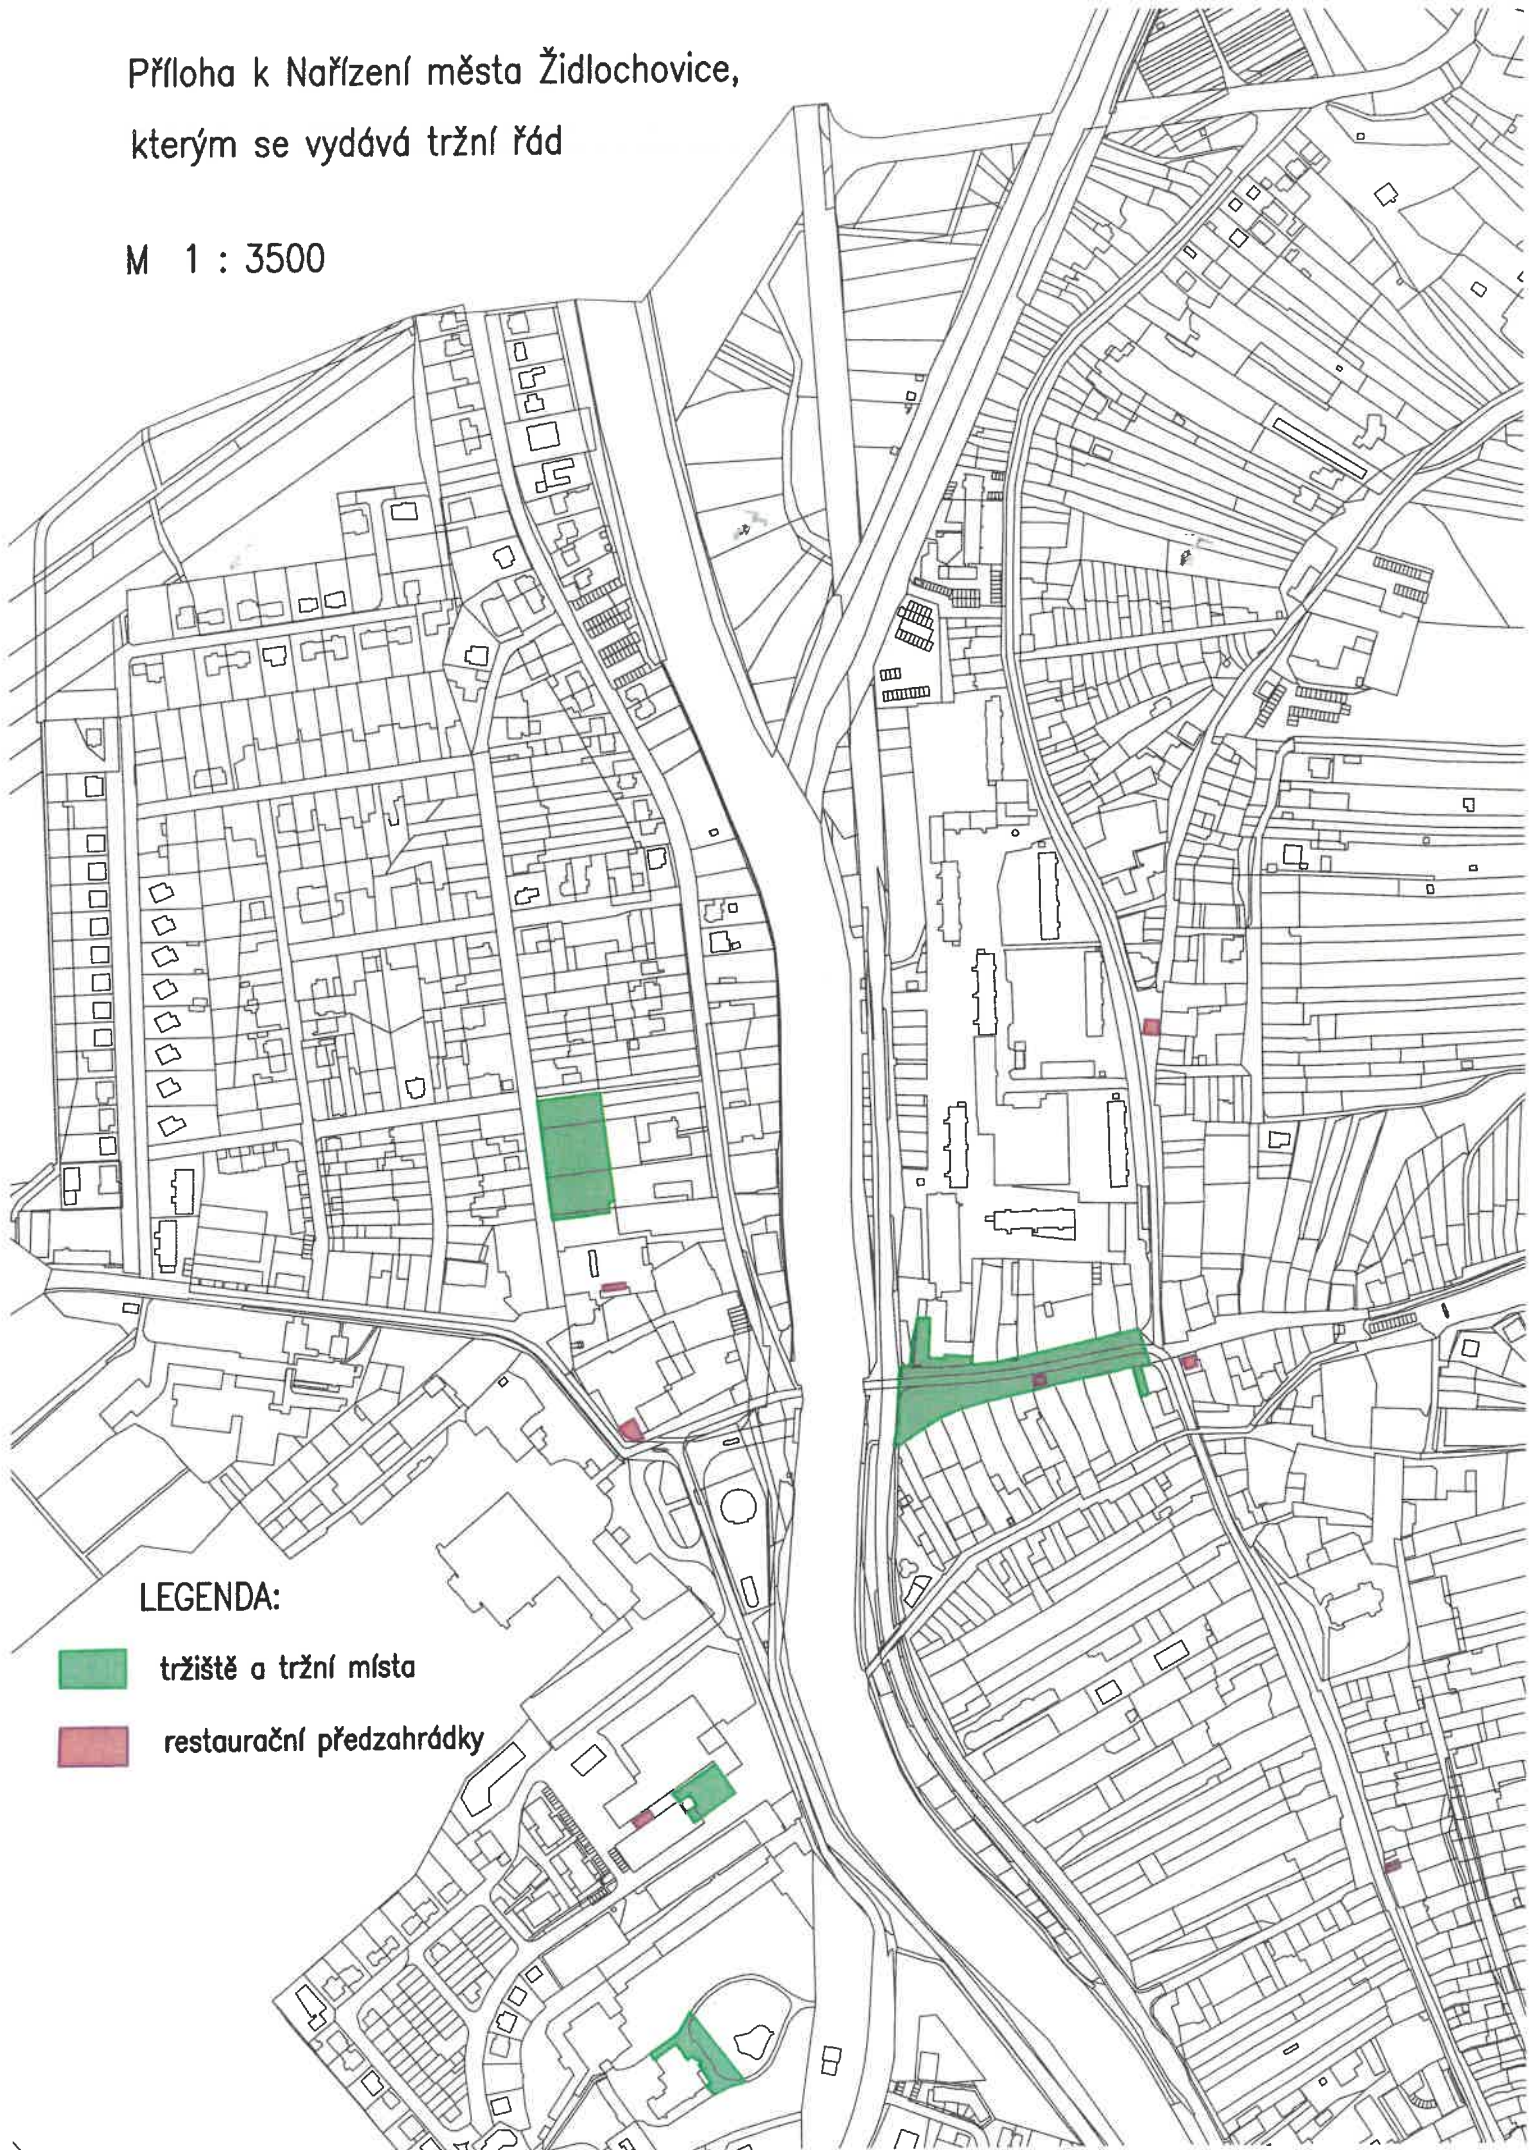 Příloha k Nařízení města Židlochovice,
kterým se vydává tržní řád
M 1 : 3500
LEGENDA:
tržiště a tržní místa
restaurační předzahrádky